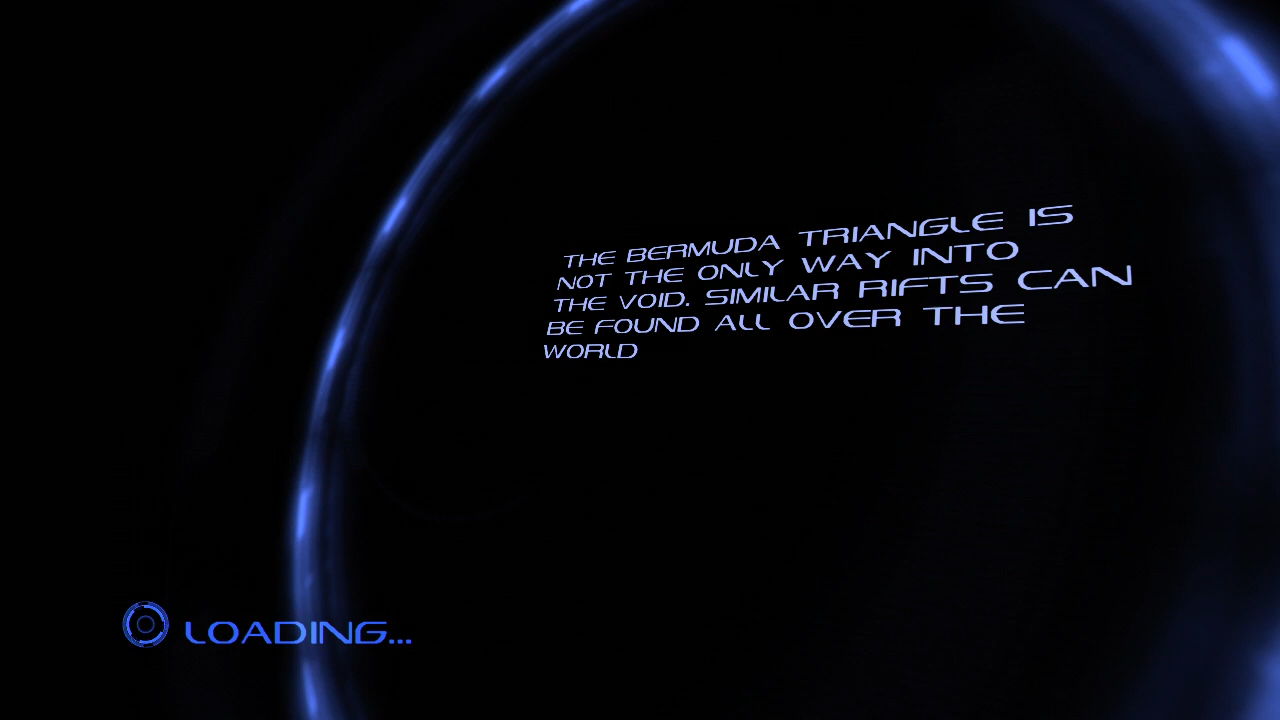 THE BERMUDA TRIANGLE IS
NOT THE ONLY WAY INTO
THE VOID. SIMILAR RIFTS CAN
BE FOUND ALL OVER THE
WORLD
LOADING...